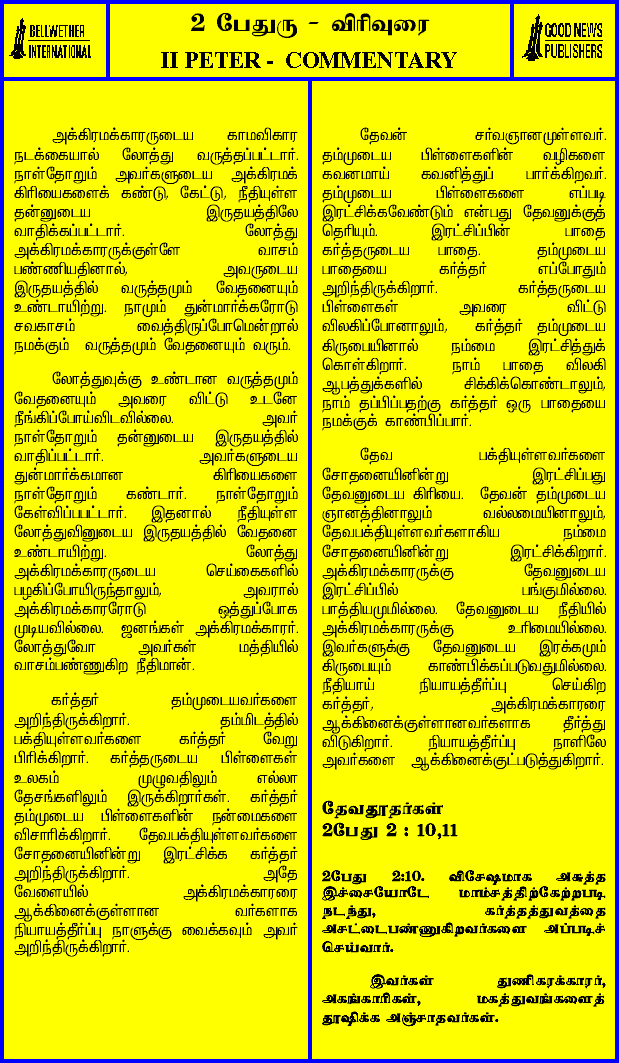 BELLWETHER
INTERNATIONAL
2 பேதுரு - விரிவுரை
II PETER - COMMENTARY
GOOD NEWS
PUBLISHERS
அக்கிரமக்காரருடைய காமவிகார
நடக்கையால் லோத்து வருத்தப்பட்டார்.
நாள்தோறும் அவர்களுடைய அக்கிரமக்
கிரியைகளைக் கண்டு, கேட்டு, நீதியுள்ள
தன்னுடைய இருதயத்திலே
வாதிக்கப்பட்டார். லோத்து
அக்கிரமக்காரருக்குள்ளே வாசம்
பண்ணியதினால், அவருடைய
இருதயத்தில் வருத்தமும் வேதனையும்
உண்டாயிற்று. நாமும் துன்மார்க்கரோடு
சவகாசம் வைத்திருப்போமென்றால்
நமக்கும் வருத்தமும் வேதனையும் வரும்.
லோத்துவுக்கு உண்டான வருத்தமும்
வேதனையும் அவரை விட்டு உடனே
நீங்கிப்போய்விடவில்லை. அவர்
நாள்தோறும் தன்னுடைய இருதயத்தில்
வாதிப்பட்டார். அவர்களுடைய
துன்மார்க்கமான கிரியைகளை
நாள்தோறும் கண்டார். நாள்தோறும்
கேள்விப்பபட்டார். இதனால் நீதியுள்ள
லோத்துவினுடைய இருதயத்தில் வேதனை
உண்டாயிற்று. லோத்து
அக்கிரமக்காரருடைய செய்கைகளில்
பழகிப்போயிருந்தாலும், அவரால்
அக்கிரமக்காரரோடு ஒத்துப்போக
முடியவில்லை. ஜனங்கள் அக்கிரமக்காரர்.
லோத்துவோ அவர்கள் மத்தியில்
வாசம்பண்ணுகிற நீதிமான்.
கர்த்தர் தம்முடையவர்களை
அறிந்திருக்கிறார். தம்மிடத்தில்
பக்தியுள்ளவர்களை கர்த்தர் வேறு
பிரிக்கிறார். கர்த்தருடைய பிள்ளைகள்
உலகம் முழுவதிலும் எல்லா
தேசங்களிலும் இருக்கிறார்கள். கர்த்தர்
தம்முடைய பிள்ளைகளின் நன்மைகளை
விசாரிக்கிறார். தேவபக்தியுள்ளவர்களை
சோதனையினின்று இரட்சிக்க கர்த்தர்
அறிந்திருக்கிறார். அதே
வேளையில் அக்கிரமக்காரரை
ஆக்கினைக்குள்ளான வர்களாக
நியாயத்தீர்ப்பு நாளுக்கு வைக்கவும் அவர்
அறிந்திருக்கிறார்.
தேவன் சர்வஞானமுள்ளவர்.
தம்முடைய பிள்ளைகளின் வழிகளை
கவனமாய் கவனித்துப் பார்க்கிறவர்.
தம்முடைய பிள்ளைகளை எப்படி
இரட்சிக்கவேண்டும் என்பது தேவனுக்குத்
தெரியும். இரட்சிப்பின் பாதை
கர்த்தருடைய பாதை. தம்முடைய
பாதையை கர்த்தர் எப்போதும்
அறிந்திருக்கிறார். கர்த்தருடைய
பிள்ளைகள் அவரை விட்டு
விலகிப்போனாலும், கர்த்தர் தம்முடைய
கிருபையினால் நம்மை இரட்சித்துக்
கொள்கிறார். நாம் பாதை விலகி
ஆபத்துக்களில் சிக்கிக்கொண்டாலும்,
நாம் தப்பிப்பதற்கு கர்த்தர் ஒரு பாதையை
நமக்குக் காண்பிப்பார்.
தேவ பக்தியுள்ளவர்களை
சோதனையினின்று இரட்சிப்பது
தேவனுடைய கிரியை. தேவன் தம்முடைய
ஞானத்தினாலும் வல்லமையினாலும்,
தேவபக்தியுள்ளவர்களாகிய நம்மை
சோதனையினின்று இரட்சிக்கிறார்.
அக்கிரமக்காரருக்கு தேவனுடைய
இரட்சிப்பில் பங்குமில்லை.
பாத்தியமுமில்லை. தேவனுடைய நீதியில்
அக்கிரமக்காரருக்கு உரிமையில்லை.
இவர்களுக்கு தேவனுடைய இரக்கமும்
கிருபையும் காண்பிக்கப்படுவதுமில்லை.
நீதியாய் நியாயத்தீர்ப்பு செய்கிற
கர்த்தர், அக்கிரமக்காரரை
ஆக்கினைக்குள்ளானவர்களாக தீர்த்து
விடுகிறார். நியாயத்தீர்ப்பு நாளிலே
அவர்களை ஆக்கினைக்குட்படுத்துகிறார்.
தேவதூதர்கள்
2பேது 2 : 10,11
2பேது 2:10. விசேஷமாக அசுத்த
இச்சையோடே மாம்சத்திற்கேற்றபடி
நடந்து, கர்த்தத்துவத்தை
அசட்டைபண்ணுகிறவர்களை அப்படிச்
செய்வார்.
இவர்கள் துணிகரக்காரர்,
அகங்காரிகள், மகத்துவங்களைத்
தூஷிக்க அஞ்சாதவர்கள்.